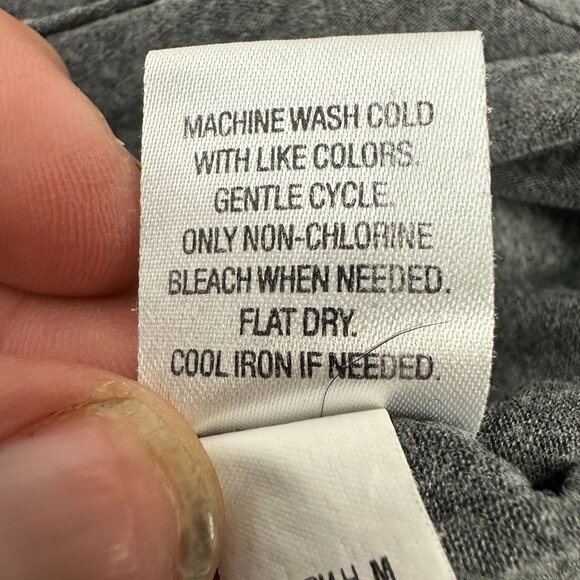 MACHINE WASH COLD
WITH LIKE COLORS.
GENTLE CYCLE.
ONLY NON-CHLORINE
BLEACH WHEN NEEDED.
FLAT DRY.
COOL IRON IF NEEDED.
M